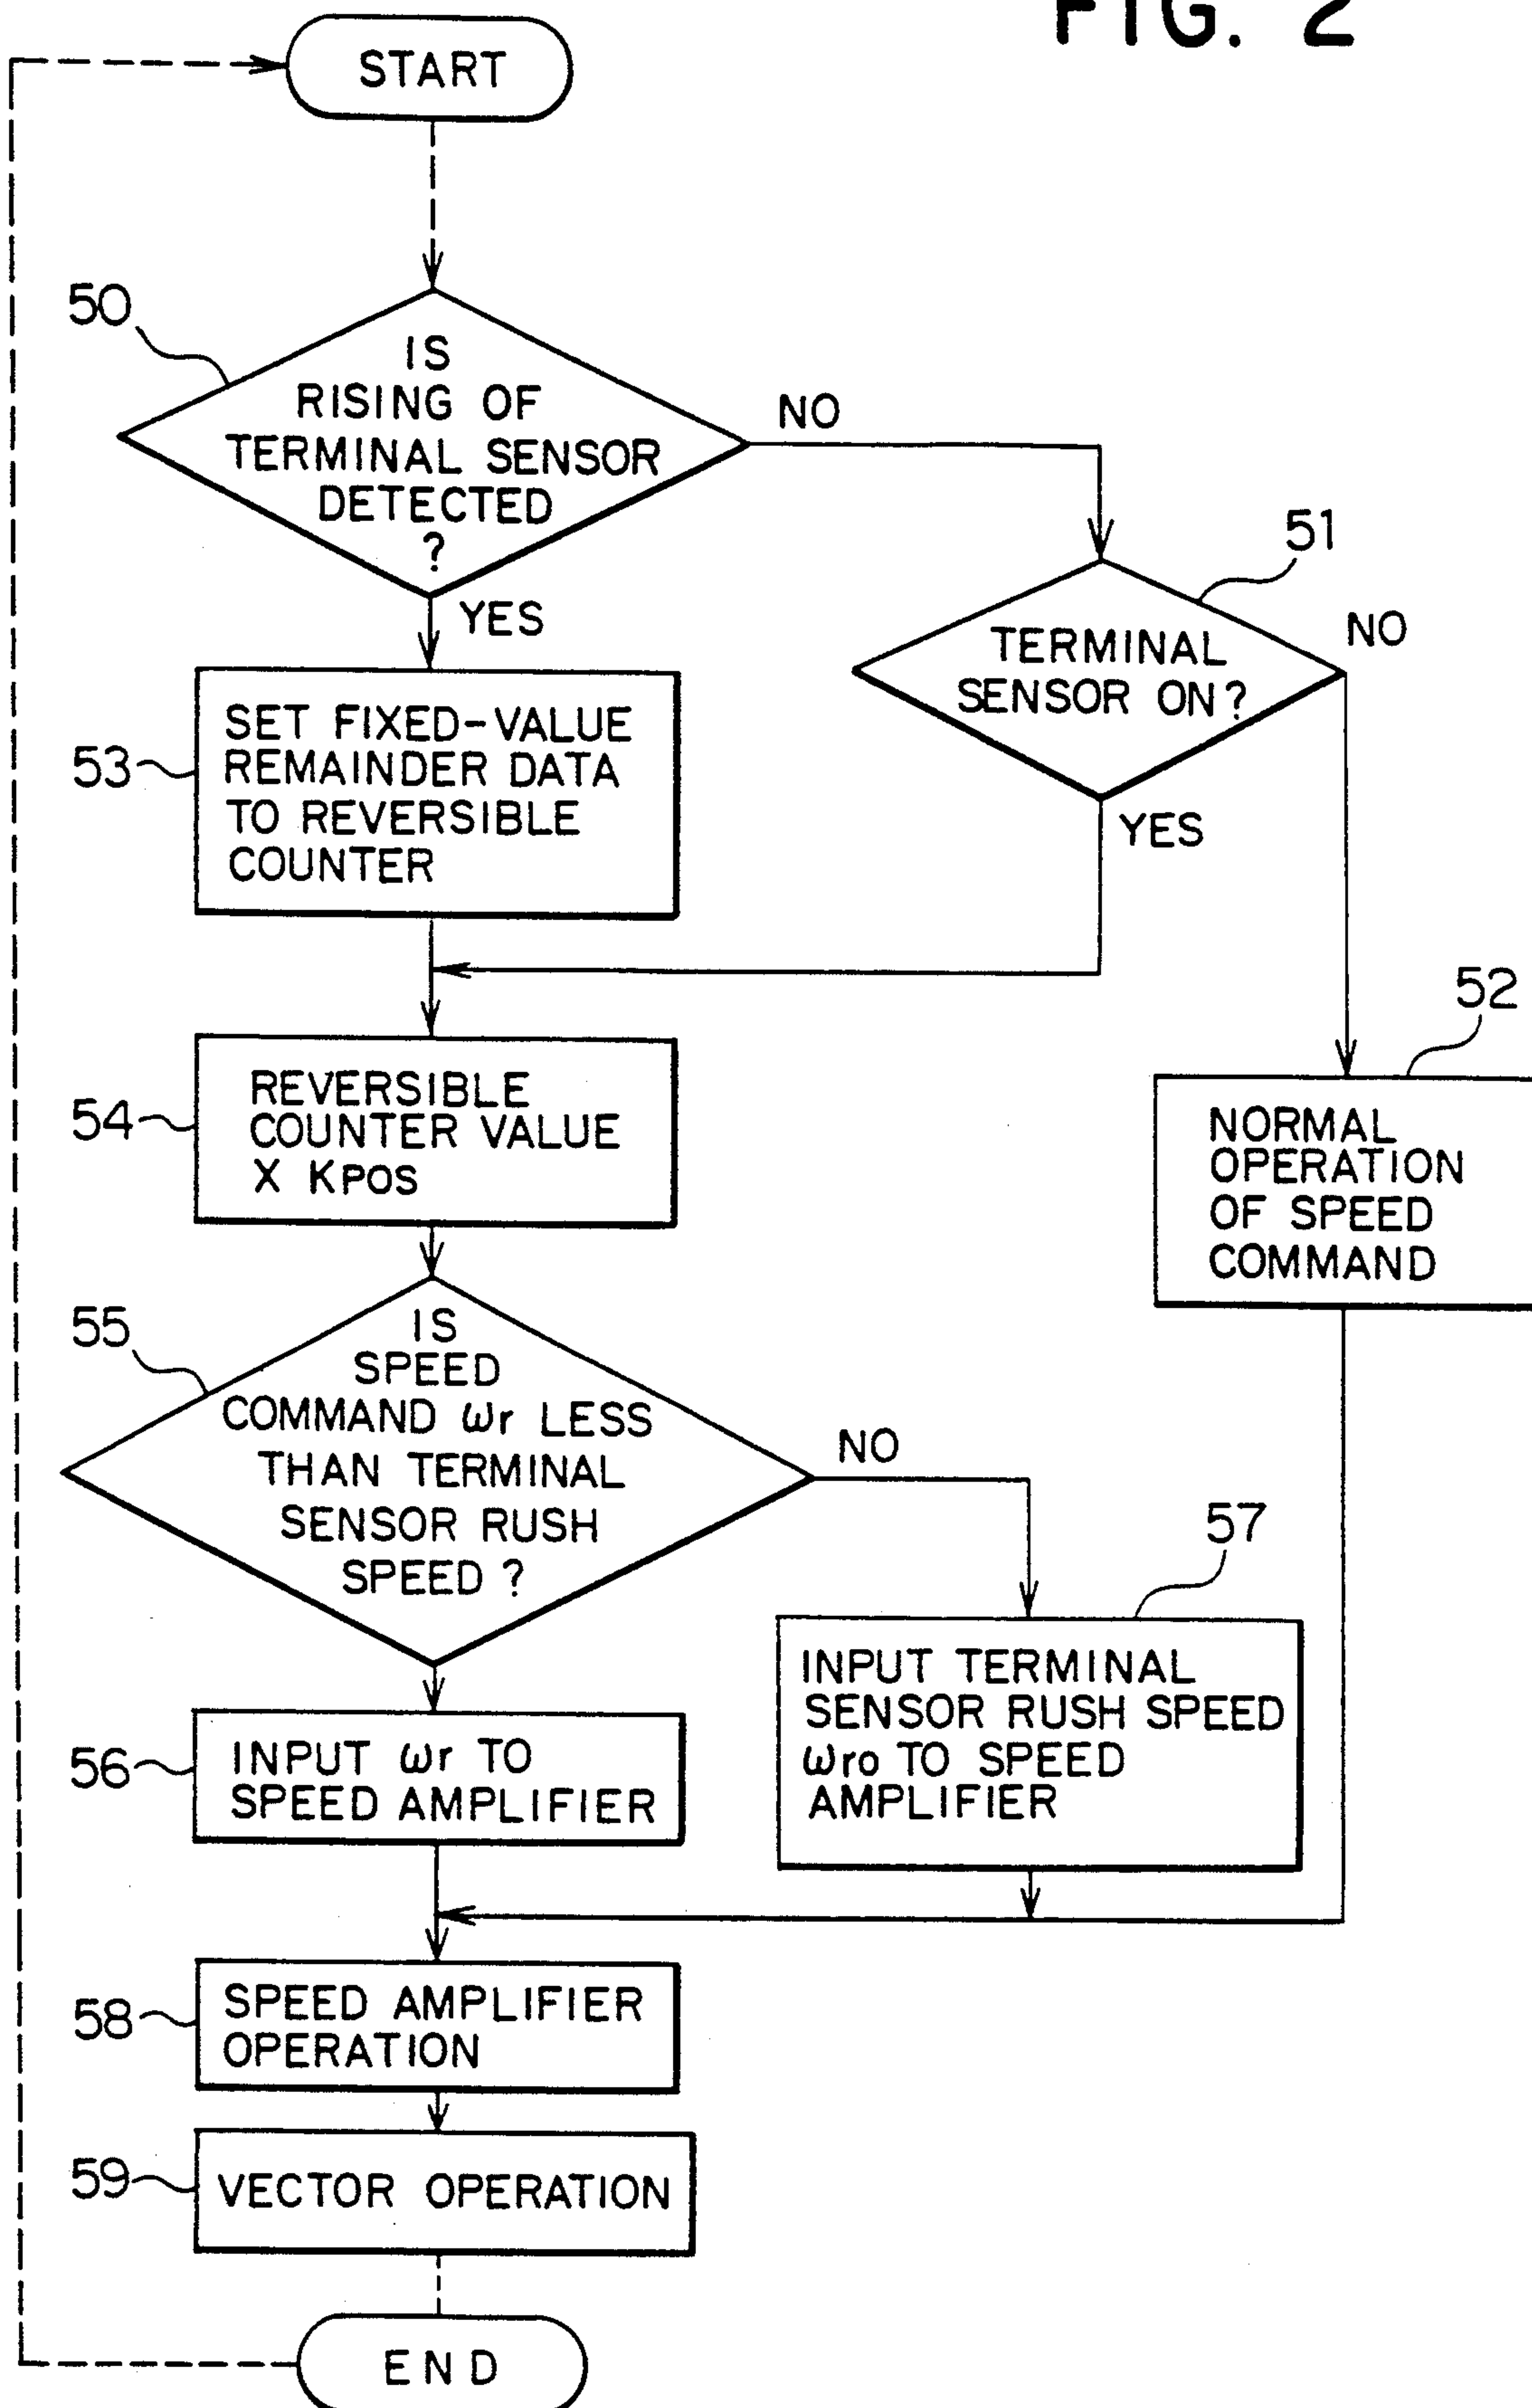 FIG. 2
START
50
IS
RISING OF
TERMINAL SENSOR
DETECTED
?
NO
YES
51
TERMINAL
SENSOR ON?
NO
YES
53
SET FIXED-VALUE
REMAINDER DATA
TO REVERSIBLE
COUNTER
52
NORMAL
OPERATION
OF SPEED
COMMAND
54
REVERSIBLE
COUNTER VALUE
X KPOS
55
IS
SPEED
COMMAND ωr LESS
THAN TERMINAL
SENSOR RUSH
SPEED ?
NO
57
INPUT TERMINAL
SENSOR RUSH SPEED
ωro TO SPEED
AMPLIFIER
56
INPUT ωr TO
SPEED AMPLIFIER
58
SPEED AMPLIFIER
OPERATION
59
VECTOR OPERATION
END